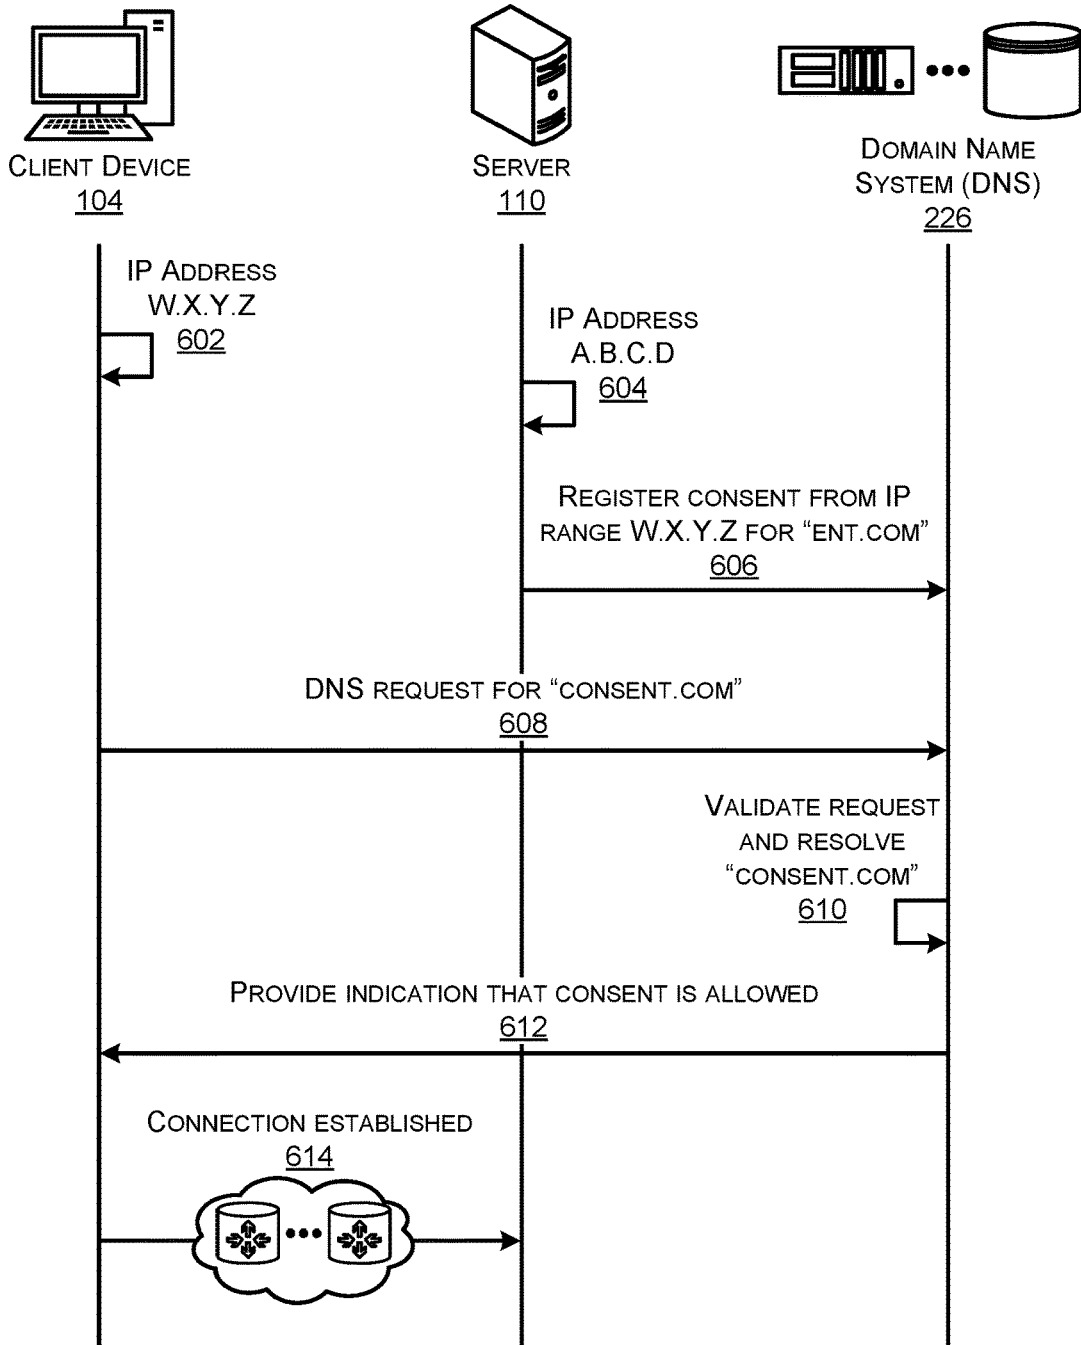 CLIENT DEVICE
104
SERVER
110
DOMAIN NAME
SYSTEM (DNS)
226
IP ADDRESS
W.X.Y.Z
602
IP ADDRESS
A.B.C.D
604
REGISTER CONSENT FROM IP
RANGE W.X.Y.Z FOR “ENT.COM”
606
DNS REQUEST FOR “CONSENT.COM”
608
VALIDATE REQUEST
AND RESOLVE
“CONSENT.COM”
610
PROVIDE INDICATION THAT CONSENT IS ALLOWED
612
CONNECTION ESTABLISHED
614